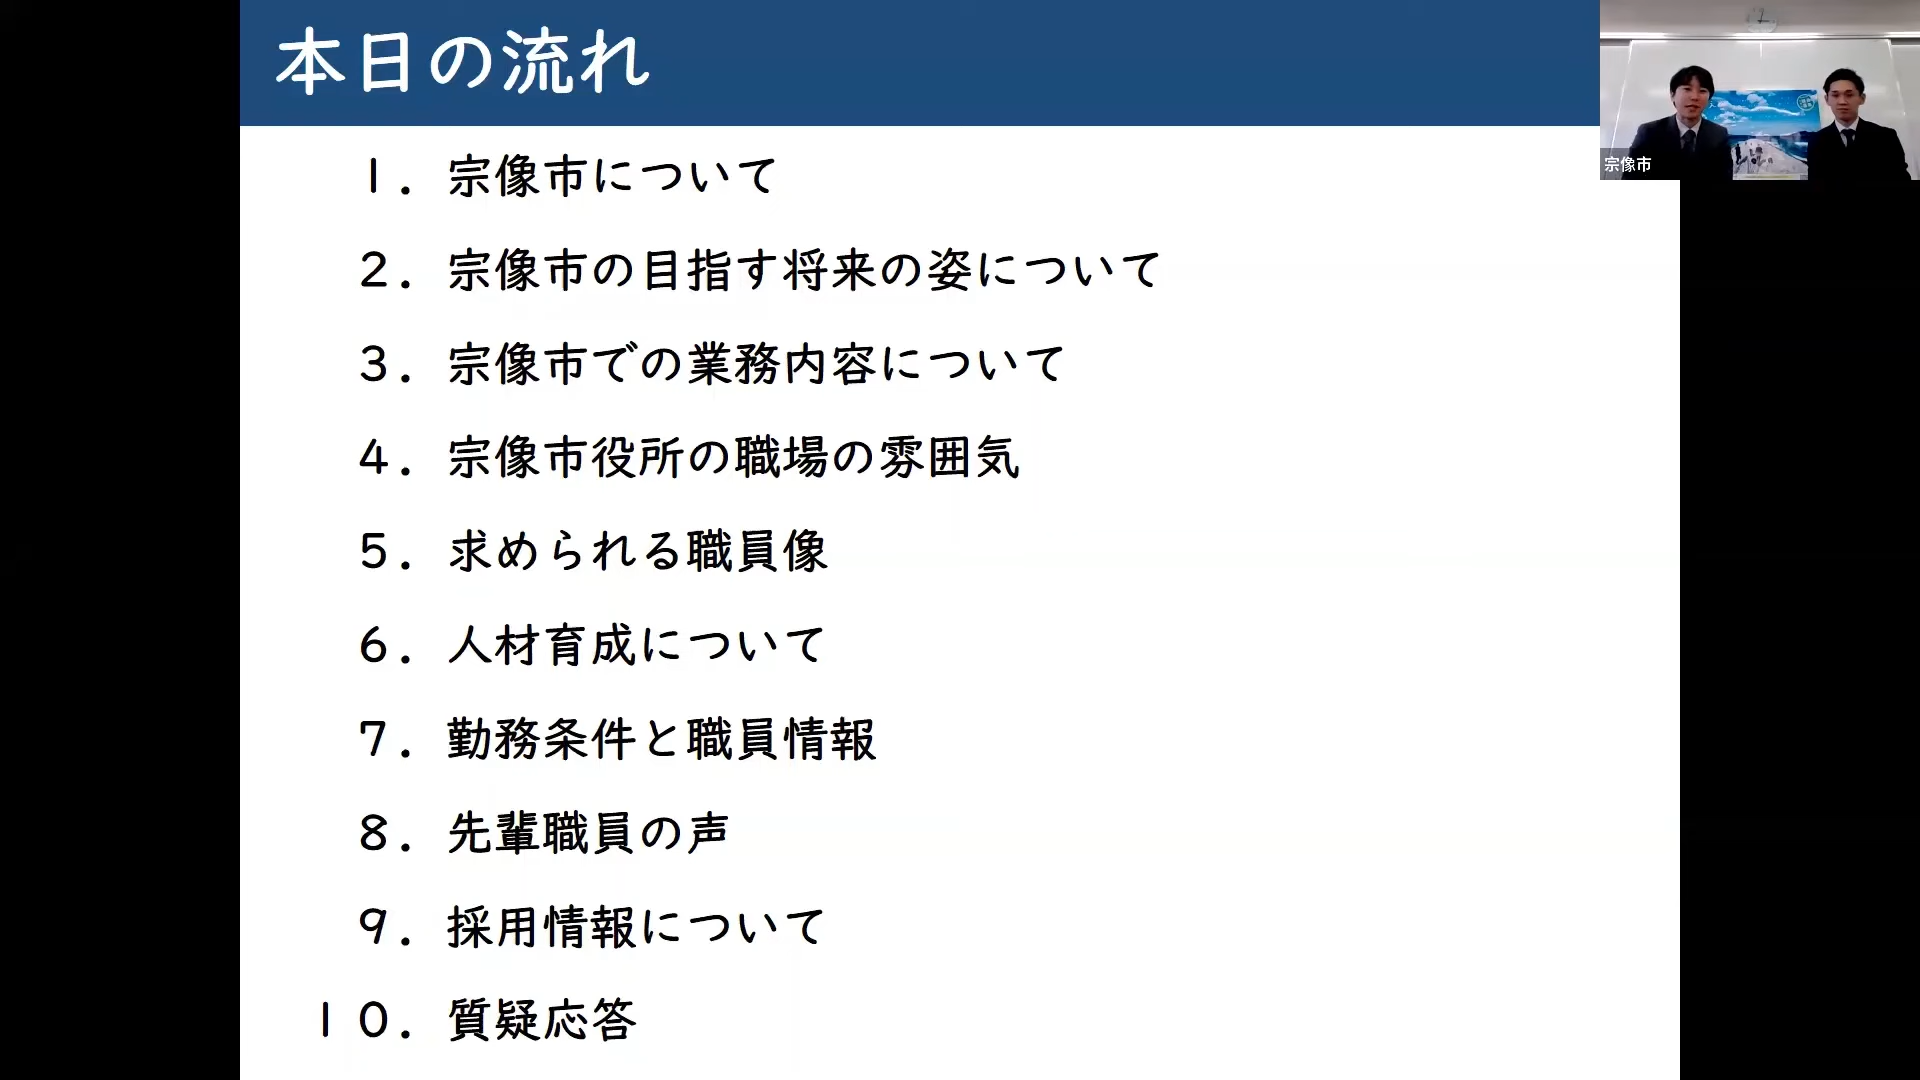 本日の流れ
１．宗像市について
２．宗像市の目指す将来の姿について
３．宗像市での業務内容について
４．宗像市役所の職場の雰囲気
５．求められる職員像
６．人材育成について
７．勤務条件と職員情報
８．先輩職員の声
９．採用情報について
１０．質疑応答
宗像市